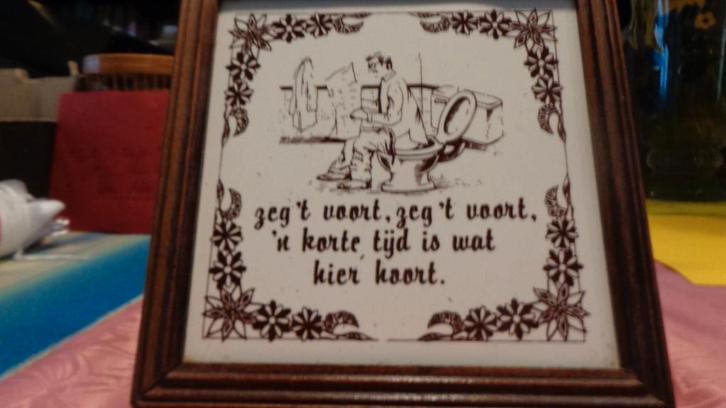 zeg 't voort, zeg 't voort,
'n korte tijd is wat
hier hoort.